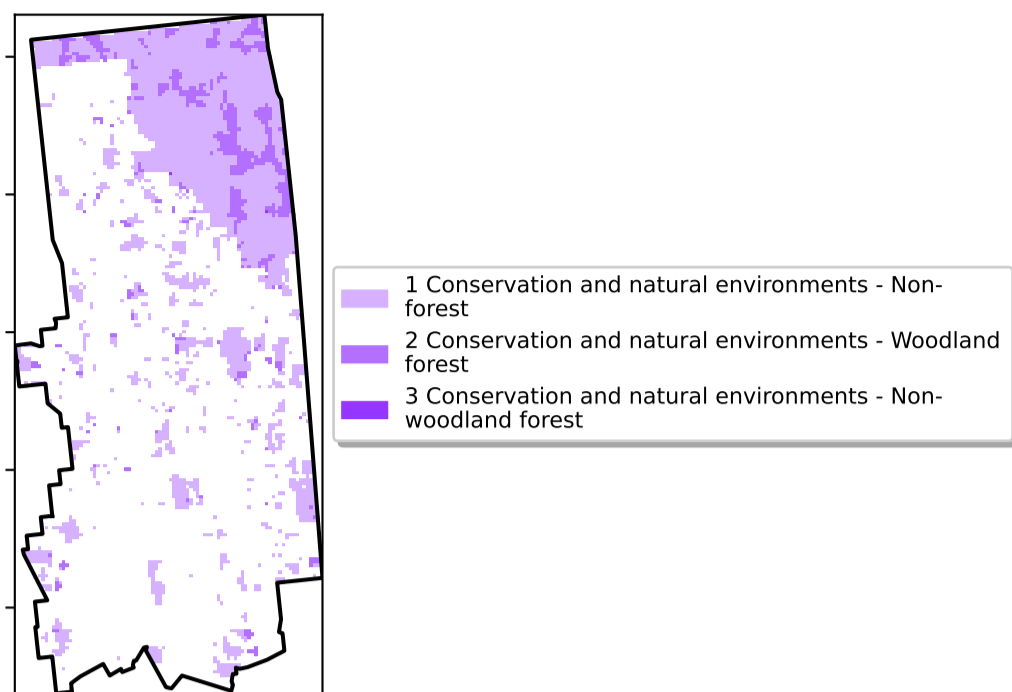 1 Conservation and natural environments - Non-
forest
2 Conservation and natural environments - Woodland
forest
3 Conservation and natural environments - Non-
woodland forest